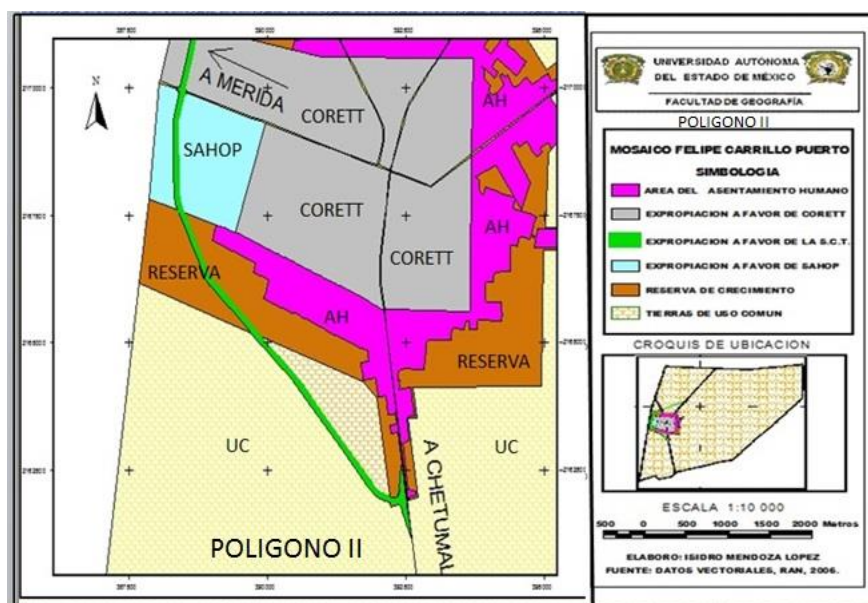 N
A MERIDA
CORETT
AH
SAHOP
CORETT
AH
CORETT
RESERVA
AH
RESERVA
UC
UC
A CHETUMAL
POLIGONO II
UNIVERSIDAD AUTÓNOMA
DEL ESTADO DE MÉXICO
FACULTAD DE GEOGRAFÍA
POLIGONO II
MOSAICO FELIPE CARRILLO PUERTO
SIMBOLOGIA
AREA DEL ASENTAMIENTO HUMANO
EXPROPIACION A FAVOR DE CORETT
EXPROPIACION A FAVOR DE LA S.C.T.
EXPROPIACION A FAVOR DE SAHOP
RESERVA DE CRECIMIENTO
TIERRAS DE USO COMUN
CROQUIS DE UBICACION
ESCALA 1:10 000
500 0 500 1000 1500 2000 Metros
ELABORO: ISIDRO MENDOZA LOPEZ
FUENTE: DATOS VECTORIALES, RAN, 2006.